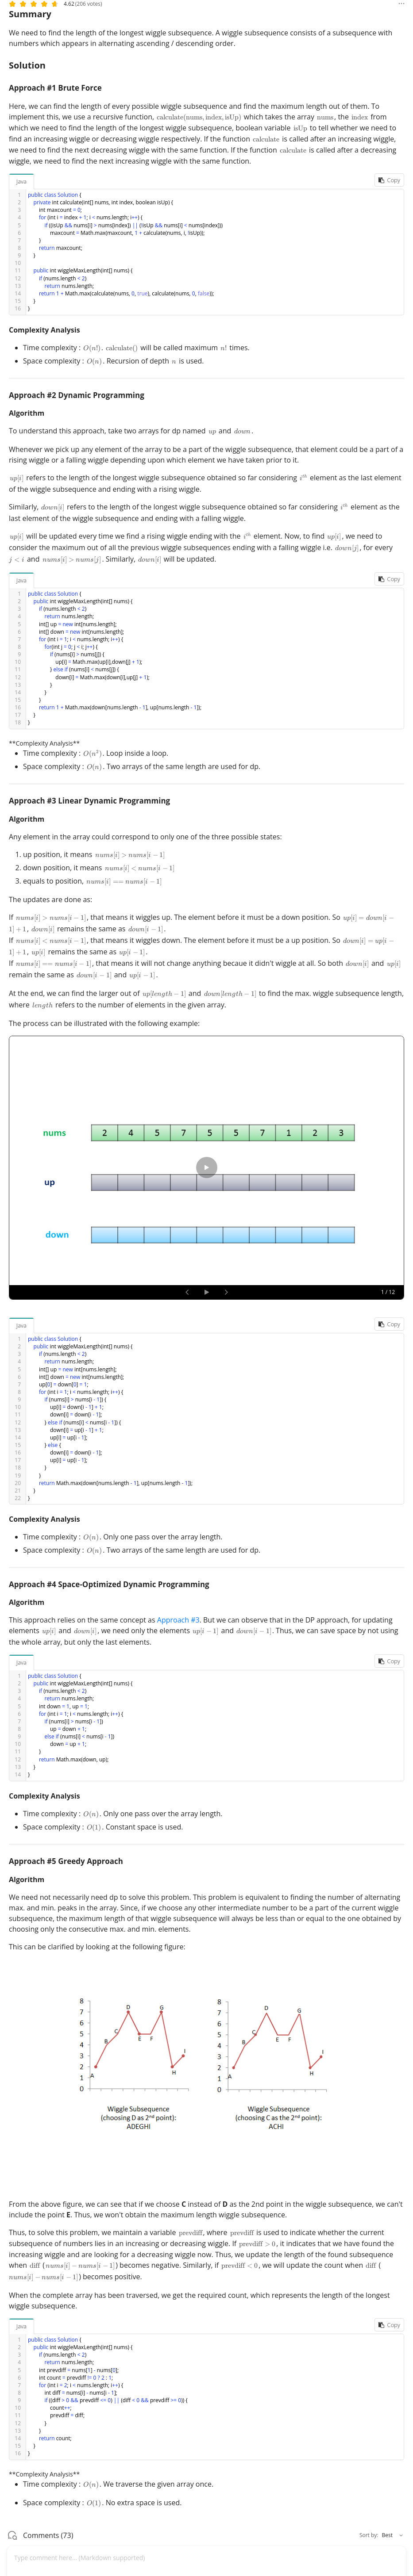 4.62 (206 votes)
Summary
We need to find the length of the longest wiggle subsequence. A wiggle subsequence consists of a subsequence with
numbers which appears in alternating ascending / descending order.
Solution
Approach #1 Brute Force
Here, we can find the length of every possible wiggle subsequence and find the maximum length out of them. To
implement this, we use a recursive function, calculate(nums, index, isUp) which takes the array nums, the index from
which we need to find the length of the longest wiggle subsequence, boolean variable isUp to tell whether we need to
find an increasing wiggle or decreasing wiggle respectively. If the function calculate is called after an increasing wiggle,
we need to find the next decreasing wiggle with the same function. If the function calculate is called after a decreasing
wiggle, we need to find the next increasing wiggle with the same function.
Java
Copy
1 public class Solution {
2 private int calculate(int[] nums, int index, boolean isUp) {
3 int maxcount = 0;
4 for (int i = index + 1; i < nums.length; i++) {
5 if ((isUp && nums[i] > nums[index]) || (!isUp && nums[i] < nums[index]))
6 maxcount = Math.max(maxcount, 1 + calculate(nums, i, !isUp));
7 }
8 return maxcount;
9 }
10
11 public int wiggleMaxLength(int[] nums) {
12 if (nums.length < 2)
13 return nums.length;
14 return 1 + Math.max(calculate(nums, 0, true), calculate(nums, 0, false));
15 }
16 }
Complexity Analysis
• Time complexity : O(n!). calculate() will be called maximum n! times.
• Space complexity : O(n). Recursion of depth n is used.
Approach #2 Dynamic Programming
Algorithm
To understand this approach, take two arrays for dp named up and down.
Whenever we pick up any element of the array to be a part of the wiggle subsequence, that element could be a part of a
rising wiggle or a falling wiggle depending upon which element we have taken prior to it.
up[i] refers to the length of the longest wiggle subsequence obtained so far considering i^th element as the last element
of the wiggle subsequence and ending with a rising wiggle.
Similarly, down[i] refers to the length of the longest wiggle subsequence obtained so far considering i^th element as the
last element of the wiggle subsequence and ending with a falling wiggle.
up[i] will be updated every time we find a rising wiggle ending with the i^th element. Now, to find up[i], we need to
consider the maximum out of all the previous wiggle subsequences ending with a falling wiggle i.e. down[j], for every
j < i and nums[i] > nums[j]. Similarly, down[i] will be updated.
Java
Copy
1 public class Solution {
2 public int wiggleMaxLength(int[] nums) {
3 if (nums.length < 2)
4 return nums.length;
5 int[] up = new int[nums.length];
6 int[] down = new int[nums.length];
7 for (int i = 1; i < nums.length; i++) {
8 for(int j = 0; j < i; j++) {
9 if (nums[i] > nums[j]) {
10 up[i] = Math.max(up[i],down[j] + 1);
11 } else if (nums[i] < nums[j]) {
12 down[i] = Math.max(down[i],up[j] + 1);
13 }
14 }
15 }
16 return 1 + Math.max(down[nums.length - 1], up[nums.length - 1]);
17 }
18 }
**Complexity Analysis**
• Time complexity : O(n²). Loop inside a loop.
• Space complexity : O(n). Two arrays of the same length are used for dp.
Approach #3 Linear Dynamic Programming
Algorithm
Any element in the array could correspond to only one of the three possible states:
1. up position, it means nums[i] > nums[i − 1]
2. down position, it means nums[i] < nums[i − 1]
3. equals to position, nums[i] == nums[i − 1]
The updates are done as:
If nums[i] > nums[i − 1], that means it wiggles up. The element before it must be a down position. So up[i] = down[i −
1] + 1, down[i] remains the same as down[i − 1].
If nums[i] < nums[i − 1], that means it wiggles down. The element before it must be a up position. So down[i] = up[i −
1] + 1, up[i] remains the same as up[i − 1].
If nums[i] == nums[i − 1], that means it will not change anything because it didn't wiggle at all. So both down[i] and up[i]
remain the same as down[i − 1] and up[i − 1].
At the end, we can find the larger out of up[length − 1] and down[length − 1] to find the max. wiggle subsequence length,
where length refers to the number of elements in the given array.
The process can be illustrated with the following example:
nums 2 4 5 7 5 5 7 1 2 3
up
down
1 / 12
Java
Copy
1 public class Solution {
2 public int wiggleMaxLength(int[] nums) {
3 if (nums.length < 2)
4 return nums.length;
5 int[] up = new int[nums.length];
6 int[] down = new int[nums.length];
7 up[0] = down[0] = 1;
8 for (int i = 1; i < nums.length; i++) {
9 if (nums[i] > nums[i - 1]) {
10 up[i] = down[i - 1] + 1;
11 down[i] = down[i - 1];
12 } else if (nums[i] < nums[i - 1]) {
13 down[i] = up[i - 1] + 1;
14 up[i] = up[i - 1];
15 } else {
16 down[i] = down[i - 1];
17 up[i] = up[i - 1];
18 }
19 }
20 return Math.max(down[nums.length - 1], up[nums.length - 1]);
21 }
22 }
Complexity Analysis
• Time complexity : O(n). Only one pass over the array length.
• Space complexity : O(n). Two arrays of the same length are used for dp.
Approach #4 Space-Optimized Dynamic Programming
Algorithm
This approach relies on the same concept as Approach #3. But we can observe that in the DP approach, for updating
elements up[i] and down[i], we need only the elements up[i − 1] and down[i − 1]. Thus, we can save space by not using
the whole array, but only the last elements.
Java
Copy
1 public class Solution {
2 public int wiggleMaxLength(int[] nums) {
3 if (nums.length < 2)
4 return nums.length;
5 int down = 1, up = 1;
6 for (int i = 1; i < nums.length; i++) {
7 if (nums[i] > nums[i - 1])
8 up = down + 1;
9 else if (nums[i] < nums[i - 1])
10 down = up + 1;
11 }
12 return Math.max(down, up);
13 }
14 }
Complexity Analysis
• Time complexity : O(n). Only one pass over the array length.
• Space complexity : O(1). Constant space is used.
Approach #5 Greedy Approach
Algorithm
We need not necessarily need dp to solve this problem. This problem is equivalent to finding the number of alternating
max. and min. peaks in the array. Since, if we choose any other intermediate number to be a part of the current wiggle
subsequence, the maximum length of that wiggle subsequence will always be less than or equal to the one obtained by
choosing only the consecutive max. and min. elements.
This can be clarified by looking at the following figure:
8 7 6 5 4 3 2 1 0
A B C D E F G H I
Wiggle Subsequence
(choosing D as 2nd point):
ADEGHI
8 7 6 5 4 3 2 1 0
A B C D E F G H I
Wiggle Subsequence
(choosing C as the 2nd point):
ACHI
From the above figure, we can see that if we choose C instead of D as the 2nd point in the wiggle subsequence, we can't
include the point E. Thus, we won't obtain the maximum length wiggle subsequence.
Thus, to solve this problem, we maintain a variable prevdiff, where prevdiff is used to indicate whether the current
subsequence of numbers lies in an increasing or decreasing wiggle. If prevdiff > 0, it indicates that we have found the
increasing wiggle and are looking for a decreasing wiggle now. Thus, we update the length of the found subsequence
when diff (nums[i] − nums[i − 1]) becomes negative. Similarly, if prevdiff < 0, we will update the count when diff (
nums[i] − nums[i − 1]) becomes positive.
When the complete array has been traversed, we get the required count, which represents the length of the longest
wiggle subsequence.
Java
Copy
1 public class Solution {
2 public int wiggleMaxLength(int[] nums) {
3 if (nums.length < 2)
4 return nums.length;
5 int prevdiff = nums[1] - nums[0];
6 int count = prevdiff != 0 ? 2 : 1;
7 for (int i = 2; i < nums.length; i++) {
8 int diff = nums[i] - nums[i - 1];
9 if ((diff > 0 && prevdiff <= 0) || (diff < 0 && prevdiff >= 0)) {
10 count++;
11 prevdiff = diff;
12 }
13 }
14 return count;
15 }
16 }
**Complexity Analysis**
• Time complexity : O(n). We traverse the given array once.
• Space complexity : O(1). No extra space is used.
Comments (73)
Sort by: Best
Type comment here... (Markdown supported)